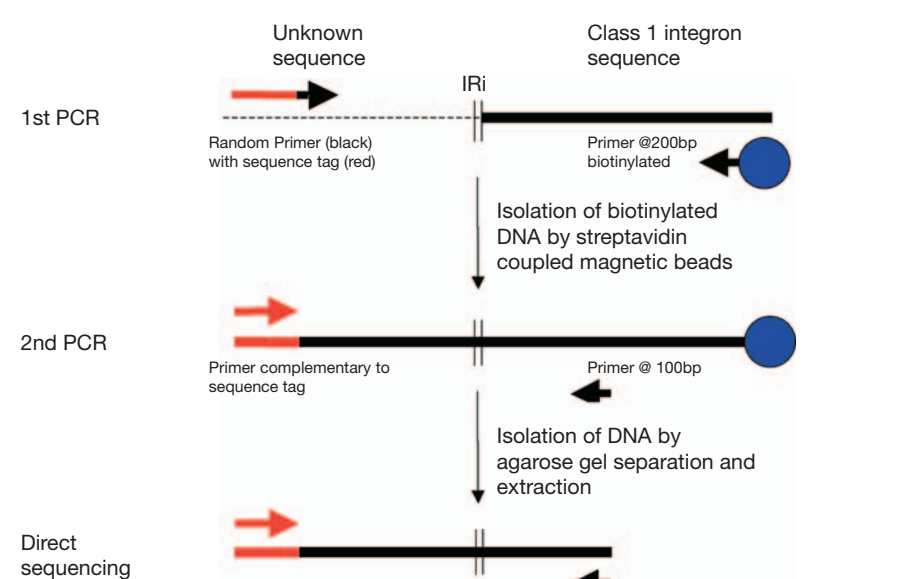 Unknown
sequence
Class 1 integron
sequence
IRi
1st PCR
Random Primer (black)
with sequence tag (red)
Primer @200bp
biotinylated
Isolation of biotinylated
DNA by streptavidin
coupled magnetic beads
2nd PCR
Primer complementary to
sequence tag
Primer @ 100bp
Isolation of DNA by
agarose gel separation and
extraction
Direct
sequencing